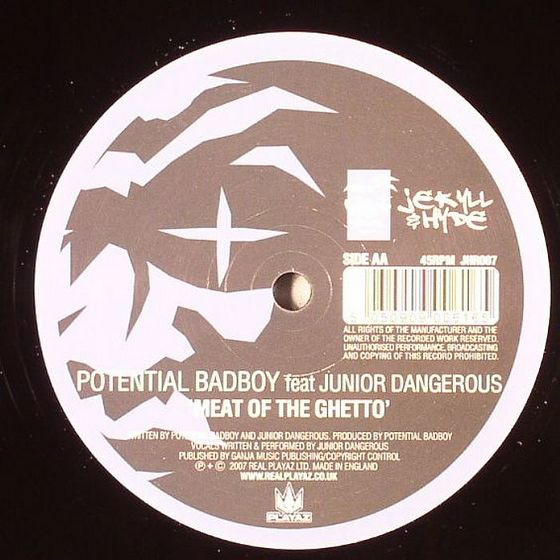 JEKYLL
& HYDE
SIDE AA 45RPM JHR007
ALL RIGHTS OF THE MANUFACTURER AND THE
OWNER OF THE RECORDED WORK RESERVED.
UNAUTHORISED PERFORMANCE, BROADCASTING
AND COPYING OF THIS RECORD PROHIBITED.
POTENTIAL BADBOY feat JUNIOR DANGEROUS
'MEAT OF THE GHETTO'
WRITTEN BY POTENTIAL BADBOY AND JUNIOR DANGEROUS. PRODUCED BY POTENTIAL BADBOY
VOCALS WRITTEN & PERFORMED BY JUNIOR DANGEROUS
PUBLISHED BY GANJA MUSIC PUBLISHING/COPYRIGHT CONTROL
℗ + © 2007 REAL PLAYAZ LTD. MADE IN ENGLAND
WWW.REALPLAYAZ.CO.UK
PLAYAZ